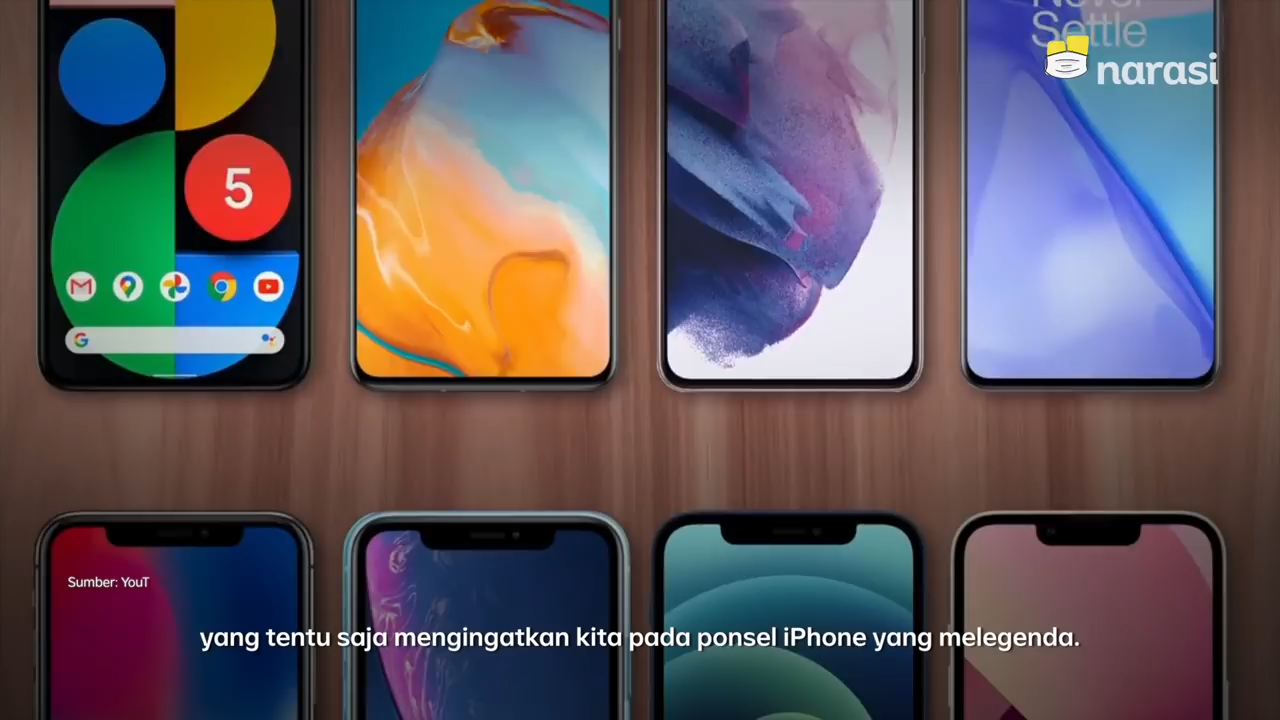 Never
Settle
narasi
5
Sumber: YouT
yang tentu saja mengingatkan kita pada ponsel iPhone yang melegenda.